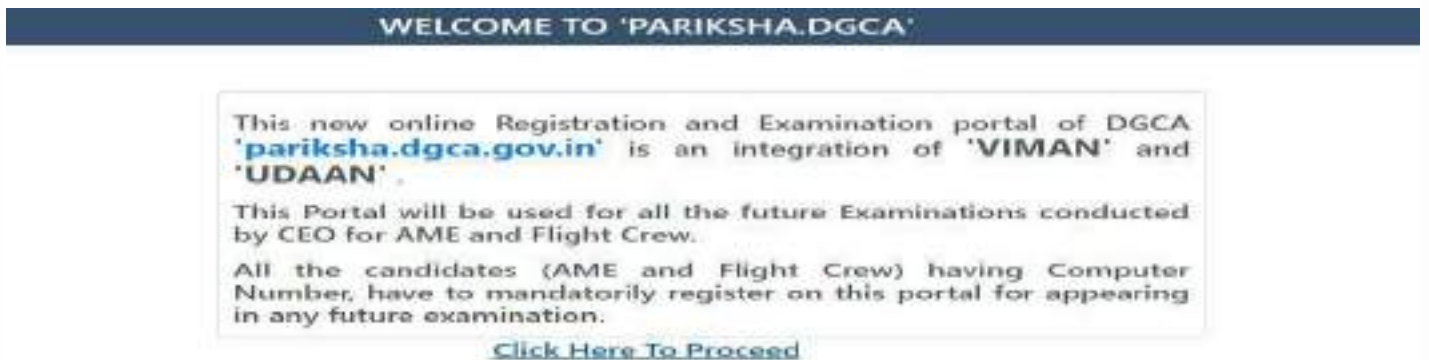 WELCOME TO 'PARIKSHA.DGCA'
This new online Registration and Examination portal of DGCA
'pariksha.dgca.gov.in' is an integration of 'VIMAN' and
'UDAAN' .
This Portal will be used for all the future Examinations conducted
by CEO for AME and Flight Crew.
All the candidates (AME and Flight Crew) having Computer
Number, have to mandatorily register on this portal for appearing
in any future examination.
Click Here To Proceed